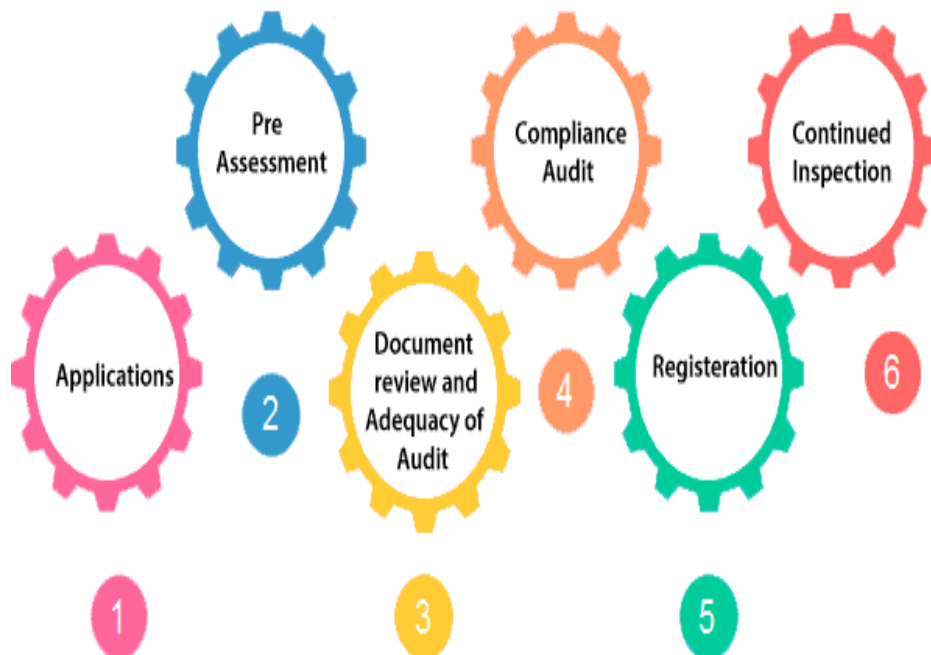 Applications
1
Pre
Assessment
2
Document
review and
Adequacy of
Audit
3
Compliance
Audit
4
Registeration
5
Continued
Inspection
6